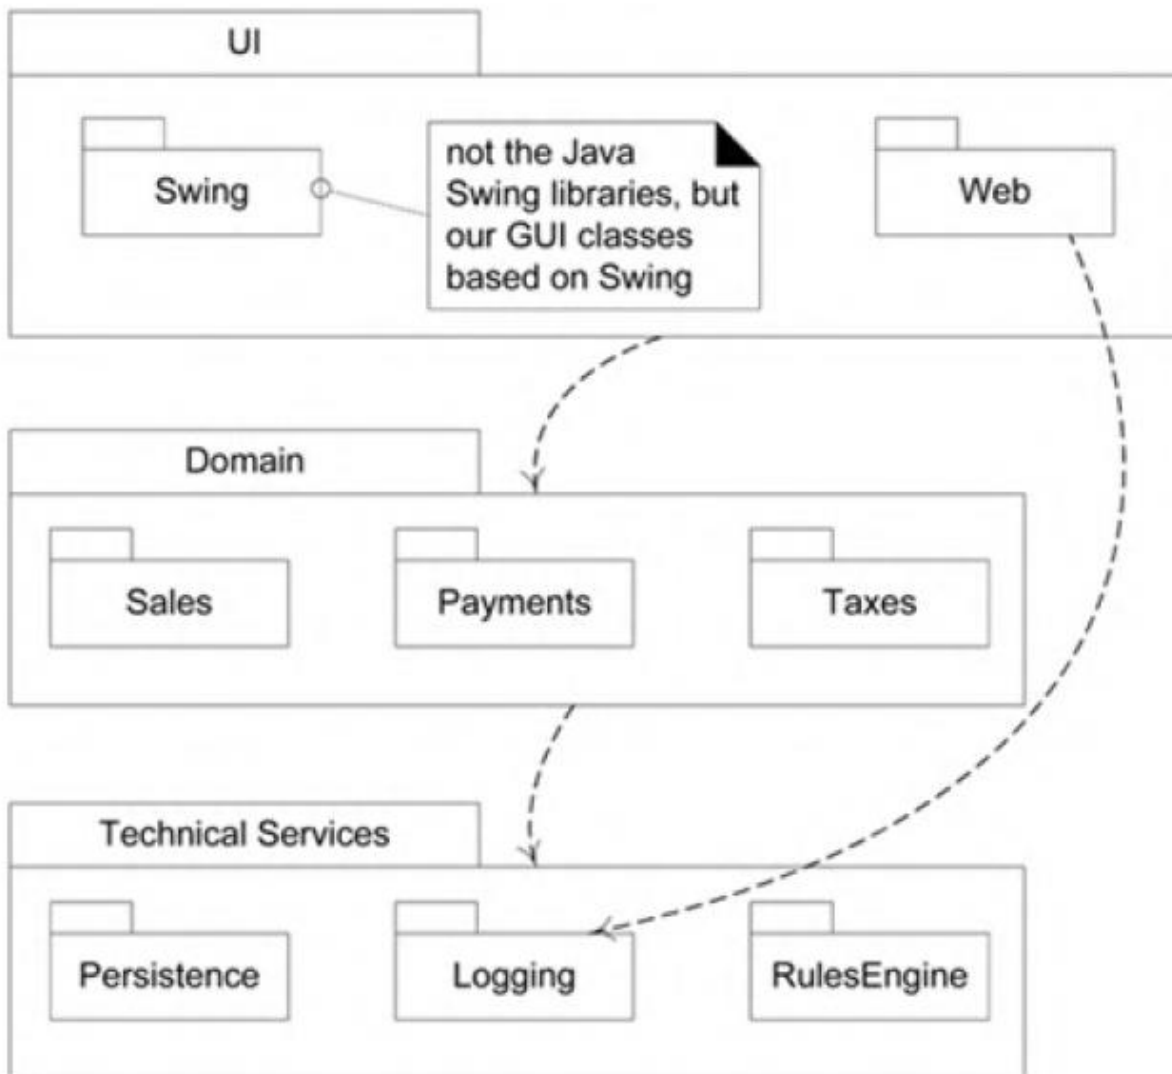 UI
Swing
not the Java
Swing libraries, but
our GUI classes
based on Swing
Web
Domain
Sales
Payments
Taxes
Technical Services
Persistence
Logging
RulesEngine